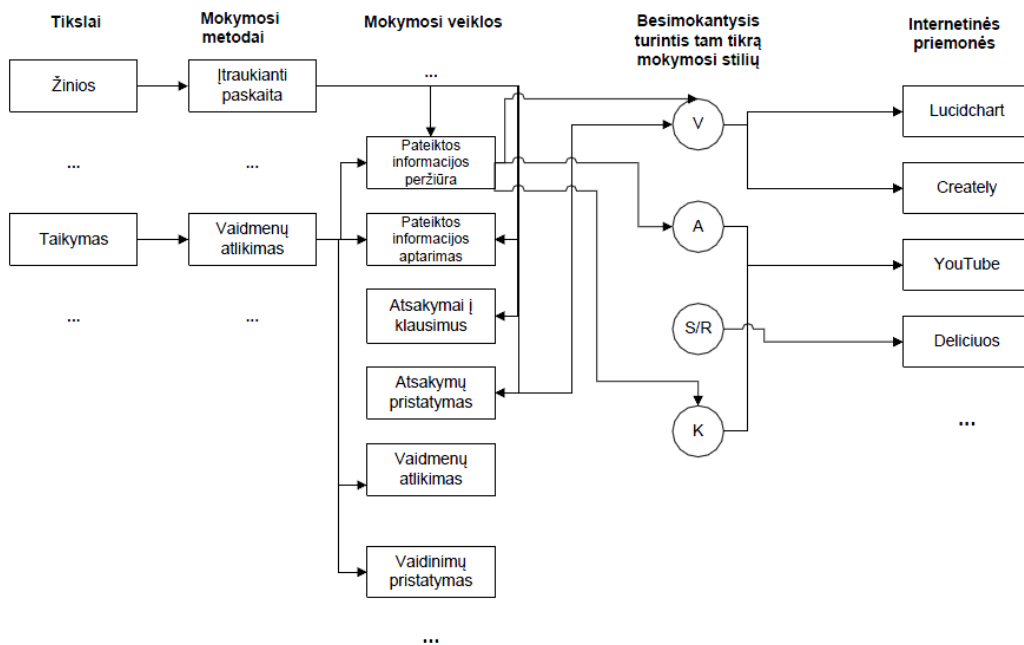 Tikslai
Mokymosi
metodai
Mokymosi veiklos
Besimokantysis
turintis tam tikrą
mokymosi stilių
Internetinės
priemonės
Žinios
Įtraukianti
paskaita
...
V
Lucidchart
...
...
Pateiktos
informacijos
peržiūra
Creately
Taikymas
Vaidmenų
atlikimas
Pateiktos
informacijos
aptarimas
A
YouTube
...
...
Atsakymai į
klausimus
S/R
Deliciuos
Atsakymų
pristatymas
K
...
Vaidmenų
atlikimas
Vaidinimų
pristatymas
...